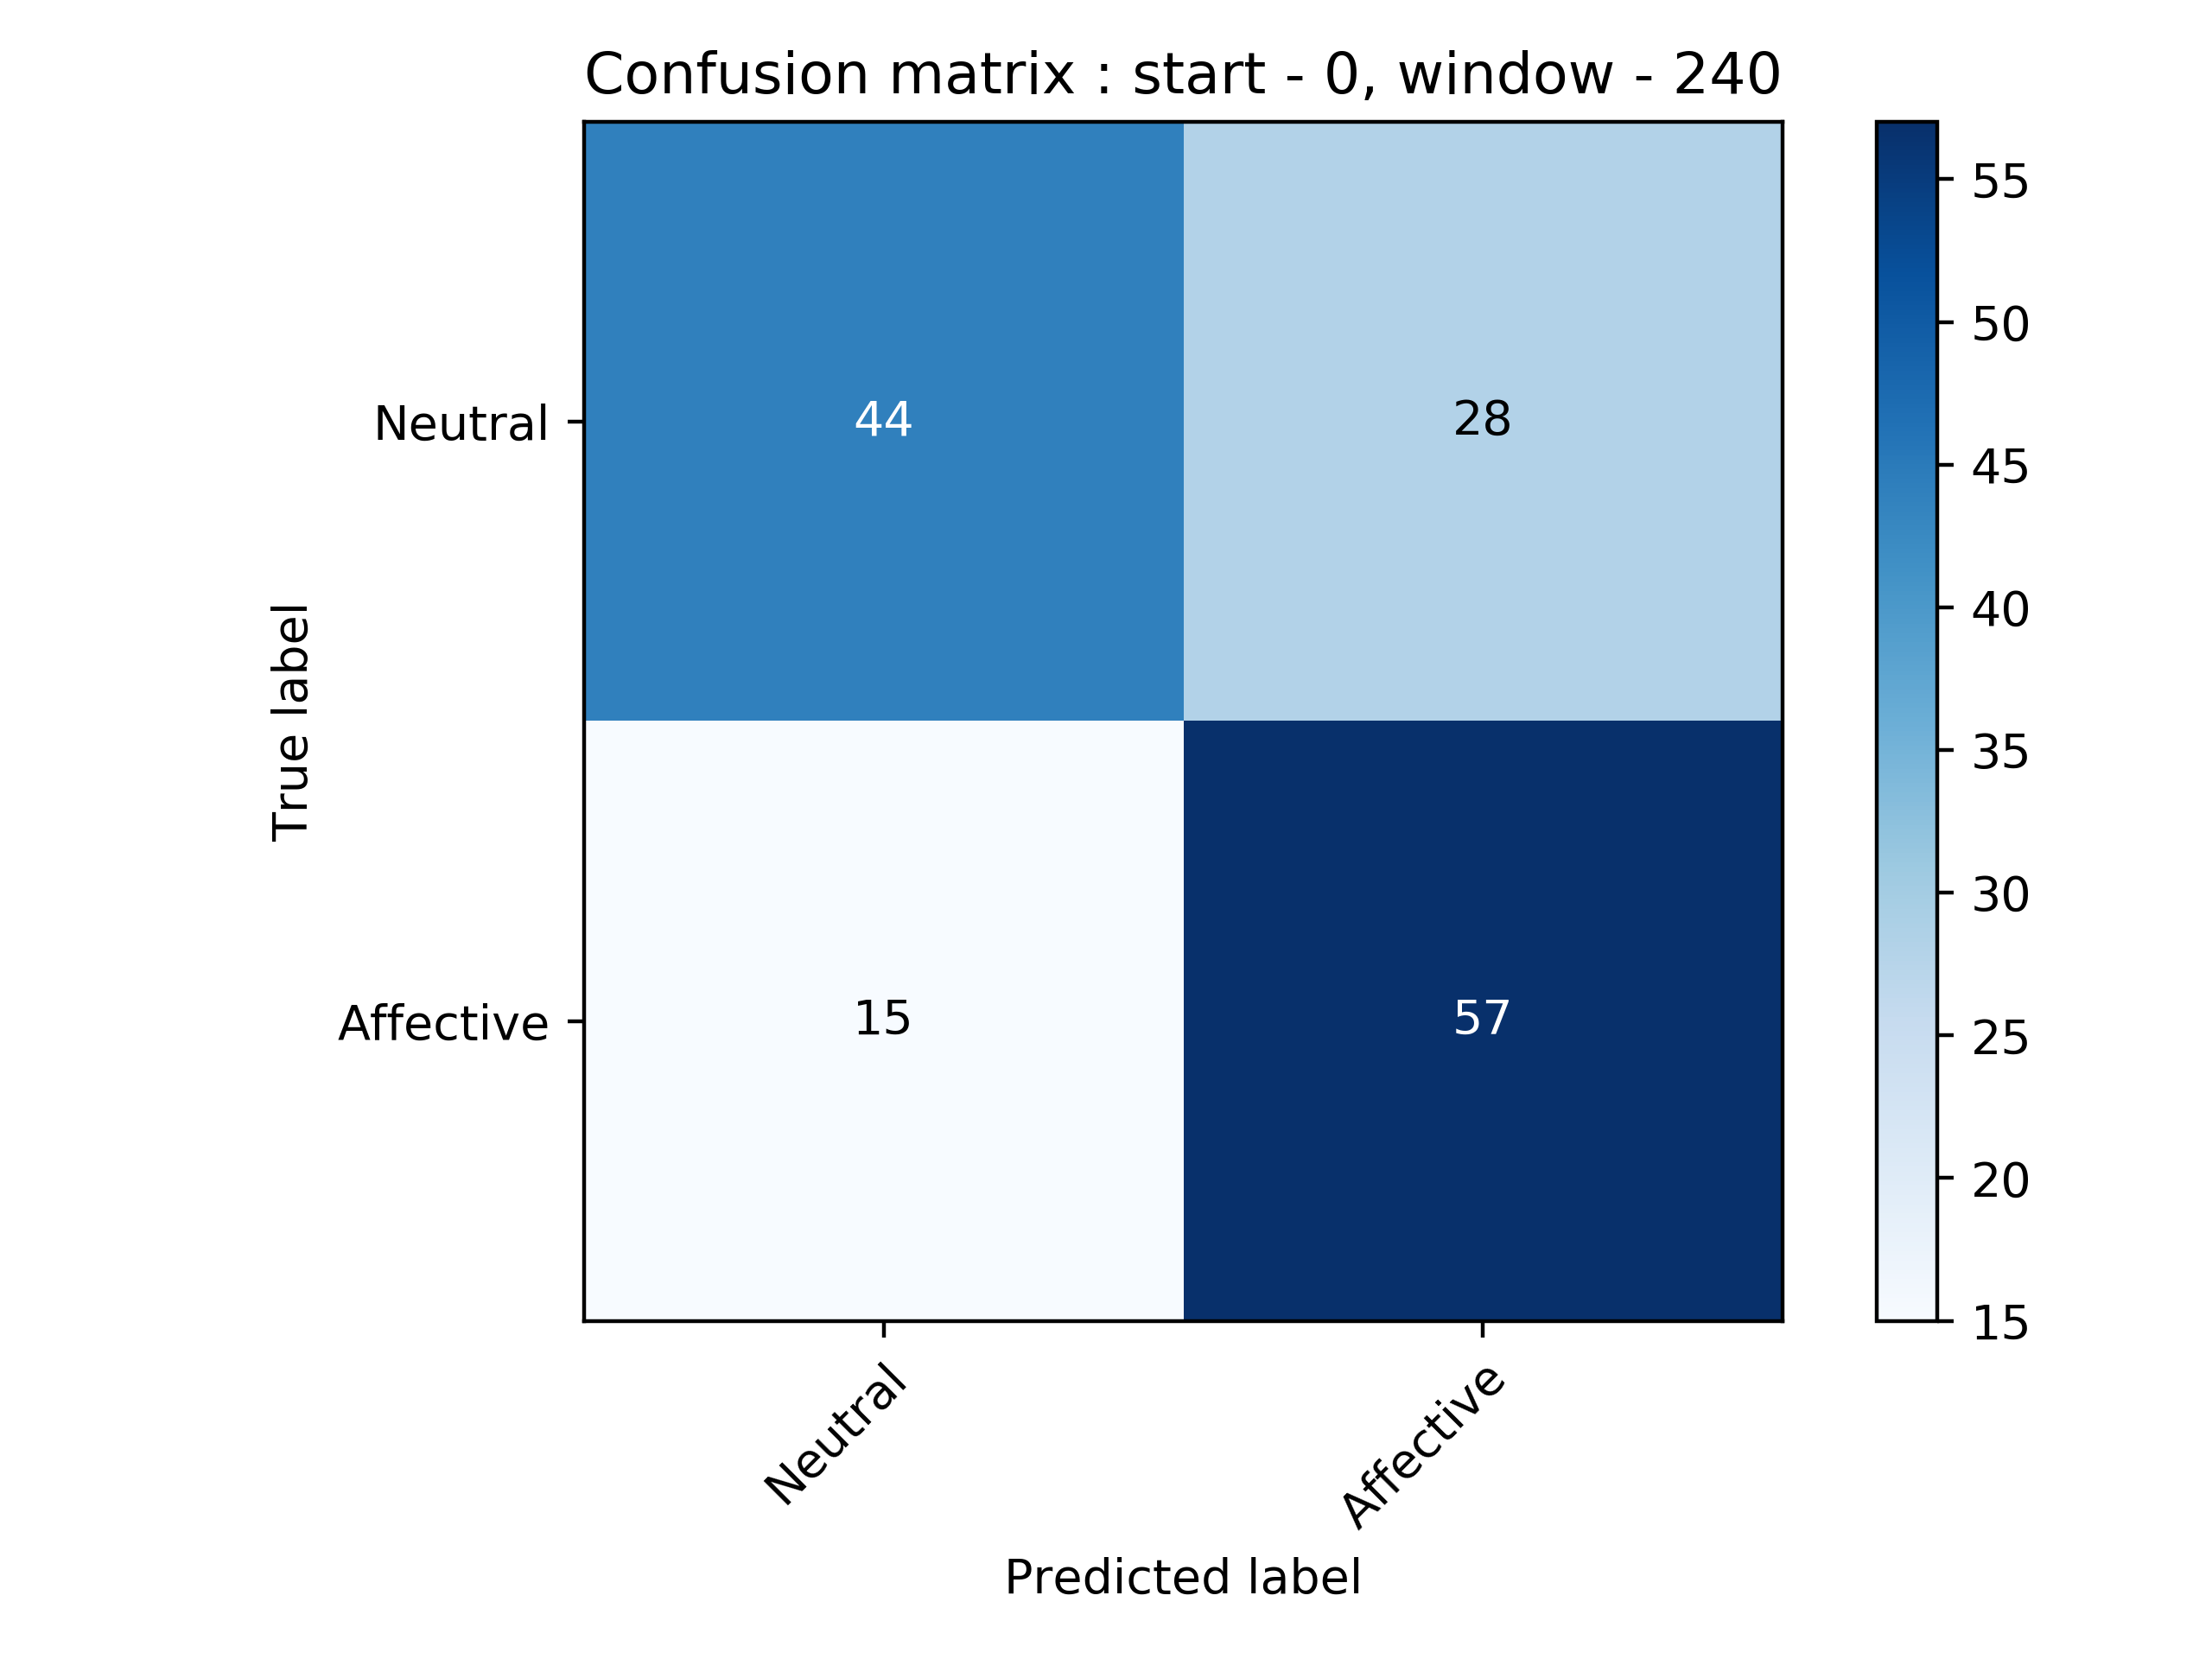 Confusion matrix : start - 0, window - 240
True label
Neutral
Affective
44
28
15
57
Neutral
Affective
Predicted label
55
50
45
40
35
30
25
20
15